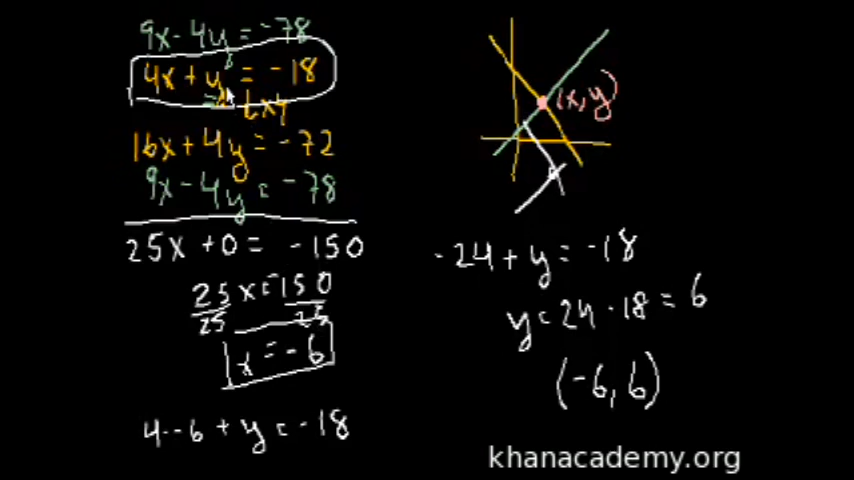 9x - 4y = -78
4x + y = -18
16x + 4y = -72
9x - 4y = -78
25x + 0 = -150
25x = -150
25 25
x = -6
4·-6 + y = -18
(x, y)
-24 + y = -18
y = 24 - 18 = 6
(-6, 6)
khanacademy.org